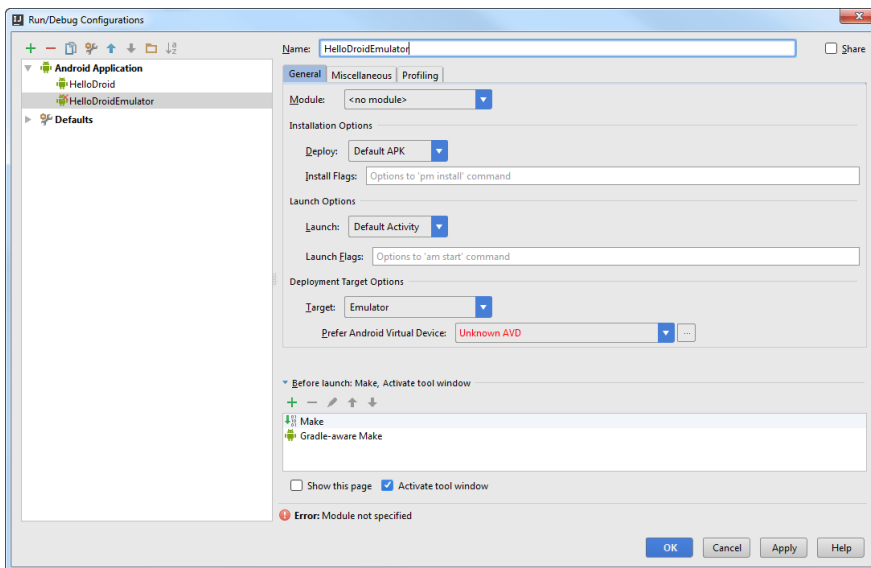 Run/Debug Configurations
Name: HelloDroidEmulator
Share
Android Application
HelloDroid
HelloDroidEmulator
Defaults
General Miscellaneous Profiling
Module: <no module>
Installation Options
Deploy: Default APK
Install Flags: Options to 'pm install' command
Launch Options
Launch: Default Activity
Launch Flags: Options to 'am start' command
Deployment Target Options
Target: Emulator
Prefer Android Virtual Device: Unknown AVD ...
Before launch: Make, Activate tool window
Make
Gradle-aware Make
Show this page Activate tool window
Error: Module not specified
OK Cancel Apply Help